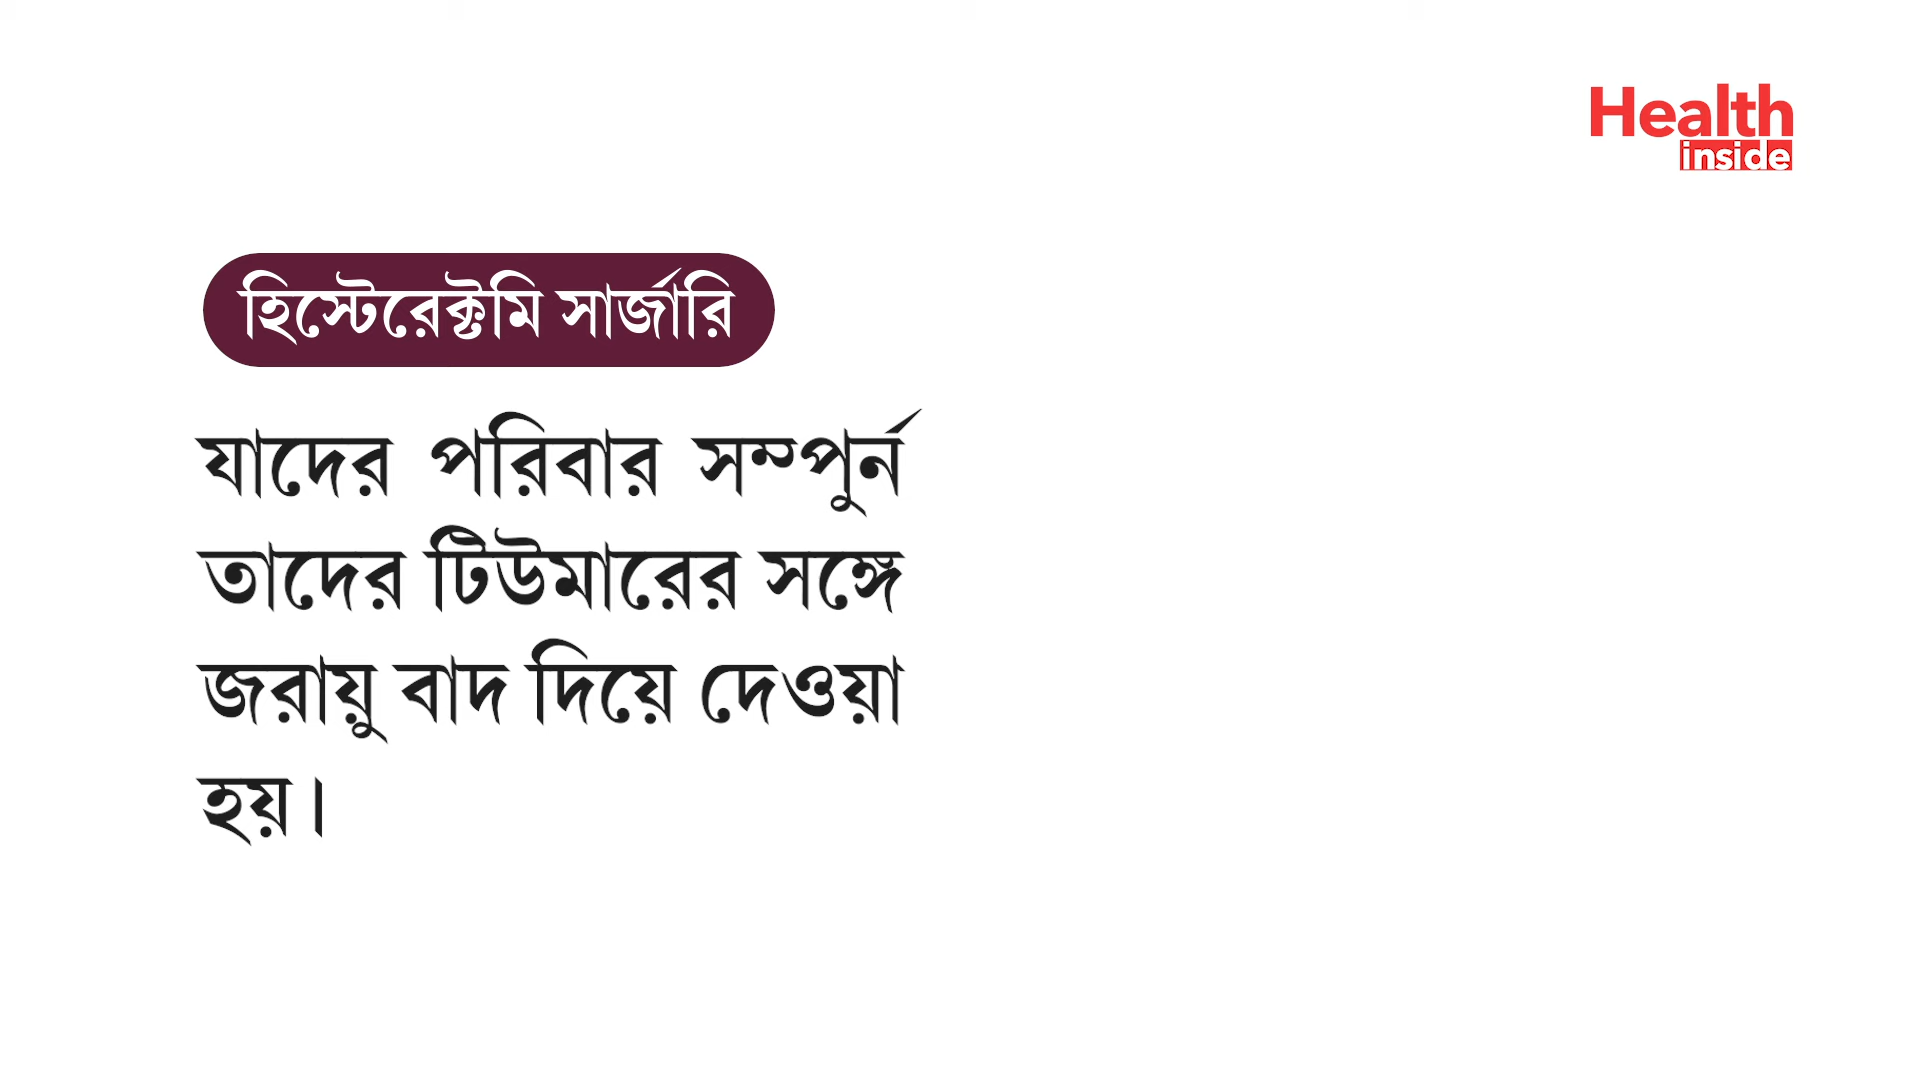 Health
inside
হিস্টেরেক্টমি সার্জারি
যাদের পরিবার সম্পুর্ন
তাদের টিউমারের সঙ্গে
জরায়ু বাদ দিয়ে দেওয়া
হয়।